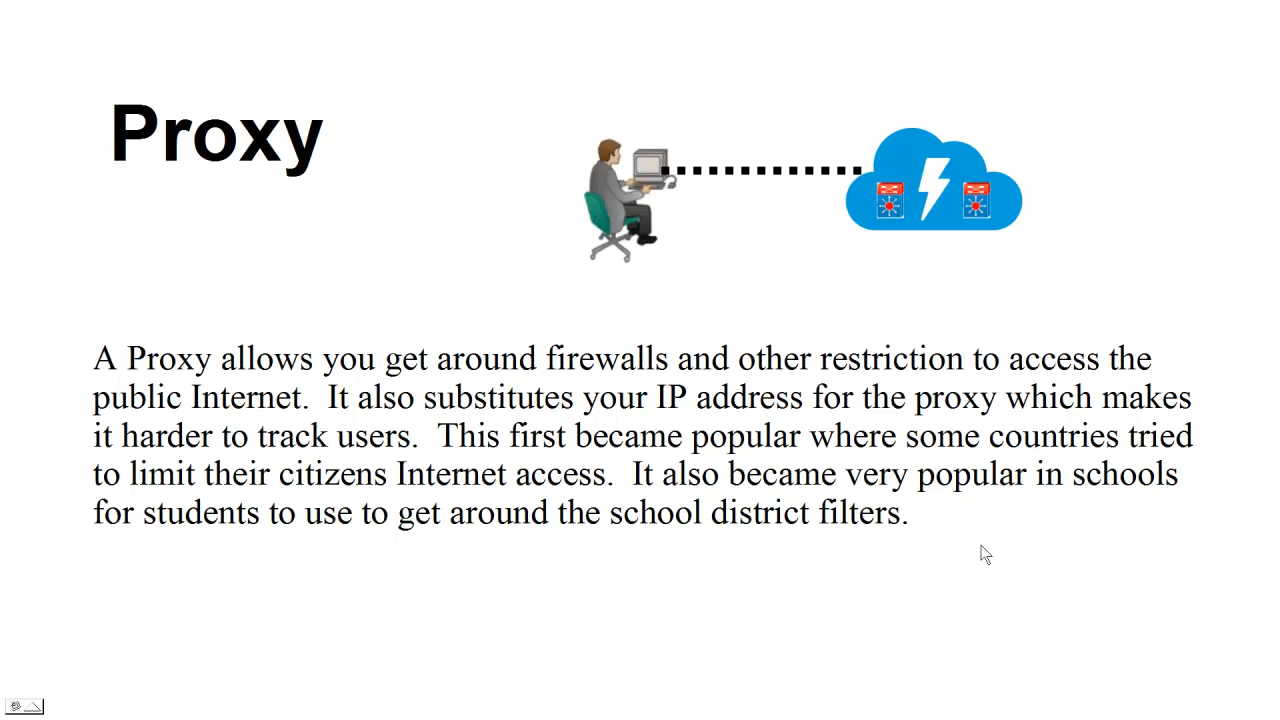 Proxy
A Proxy allows you get around firewalls and other restriction to access the
public Internet.  It also substitutes your IP address for the proxy which makes
it harder to track users.  This first became popular where some countries tried
to limit their citizens Internet access.  It also became very popular in schools
for students to use to get around the school district filters.